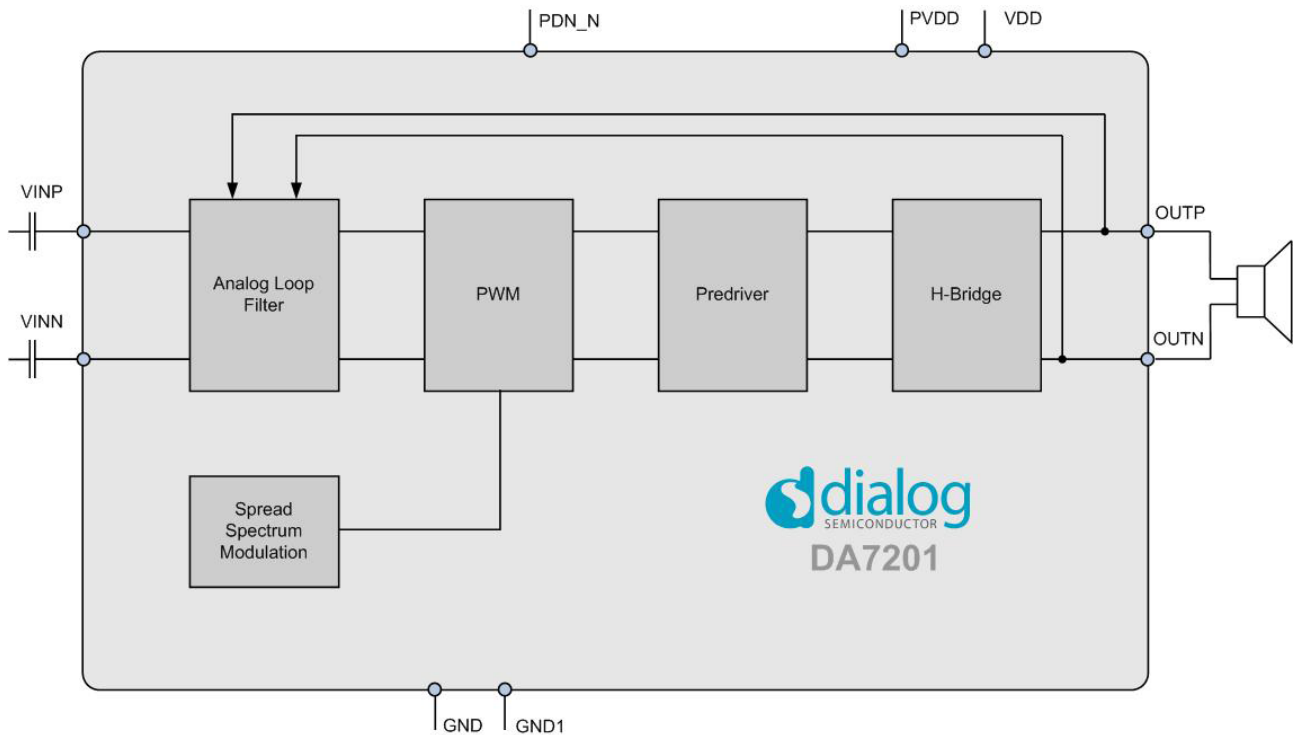 PDN_N
PVDD
VDD
VINP
VINN
Analog Loop
Filter
PWM
Predriver
H-Bridge
OUTP
OUTN
Spread
Spectrum
Modulation
dialog
SEMICONDUCTOR
DA7201
GND
GND1